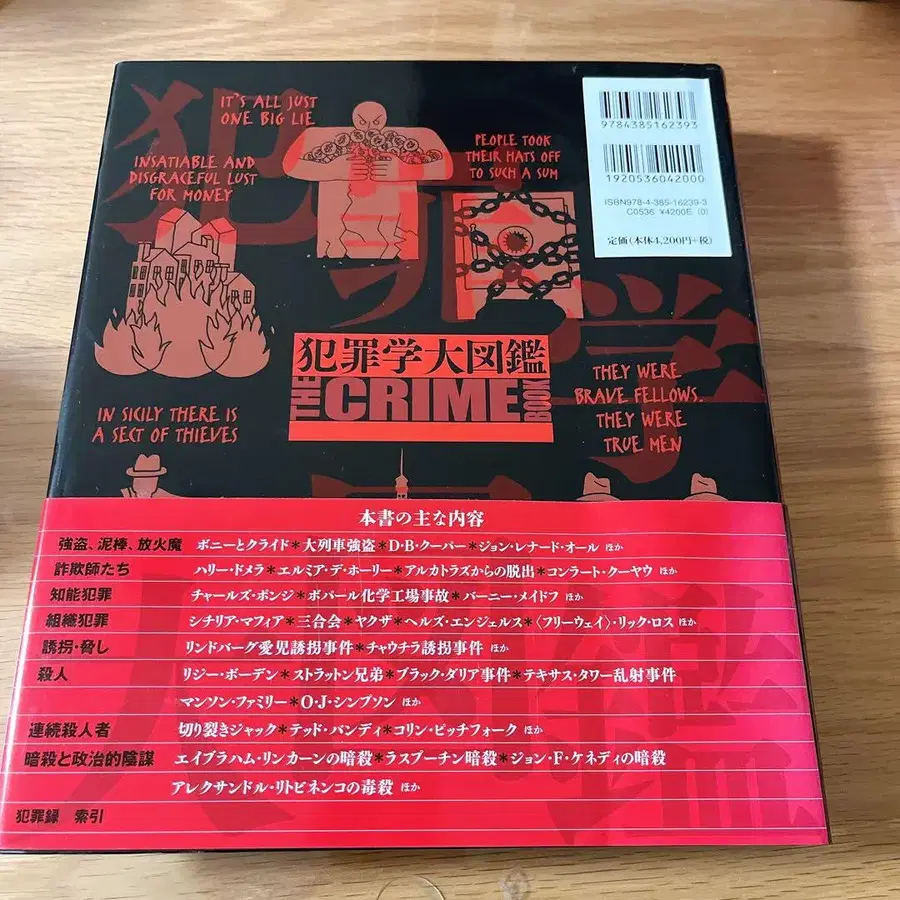 IT'S ALL JUST
ONE BIG LIE
INSATIABLE AND
DISGRACEFUL LUST
FOR MONEY
PEOPLE TOOK
THEIR HATS OFF
TO SUCH A SUM
9784385162393
1920536042000
ISBN978-4-385-16239-3
C0536 ¥4200E (0)
定価(本体4,200円+税)
犯罪学大図鑑
THE CRIME BOOK
IN SICILY THERE IS
A SECT OF THIEVES
THEY WERE
BRAVE FELLOWS.
THEY WERE
TRUE MEN
本書の主な内容
強盗、泥棒、放火魔 ボニーとクライド*大列車強盗*D・B・クーパー*ジョン・レナード・オール ほか
詐欺師たち ハリー・ドメラ*エルミア・デ・ホーリー*アルカトラズからの脱出*コンラート・クーヤウ ほか
知能犯罪 チャールズ・ポンジ*ボパール化学工場事故*バーニー・メイドフ ほか
組織犯罪 シチリア・マフィア*三合会*ヤクザ*ヘルズ・エンジェルス*〈フリーウェイ〉・リック・ロス ほか
誘拐・脅し リンドバーグ愛児誘拐事件*チャウチラ誘拐事件 ほか
殺人 リジー・ボーデン*ストラットン兄弟*ブラック・ダリア事件*テキサス・タワー乱射事件
マンソン・ファミリー*O・J・シンプソン ほか
連続殺人者 切り裂きジャック*テッド・バンディ*コリン・ピッチフォーク ほか
暗殺と政治的陰謀 エイブラハム・リンカーンの暗殺*ラスプーチン暗殺*ジョン・F・ケネディの暗殺
アレクサンドル・リトビネンコの毒殺 ほか
犯罪録 索引
犯罪学大図鑑